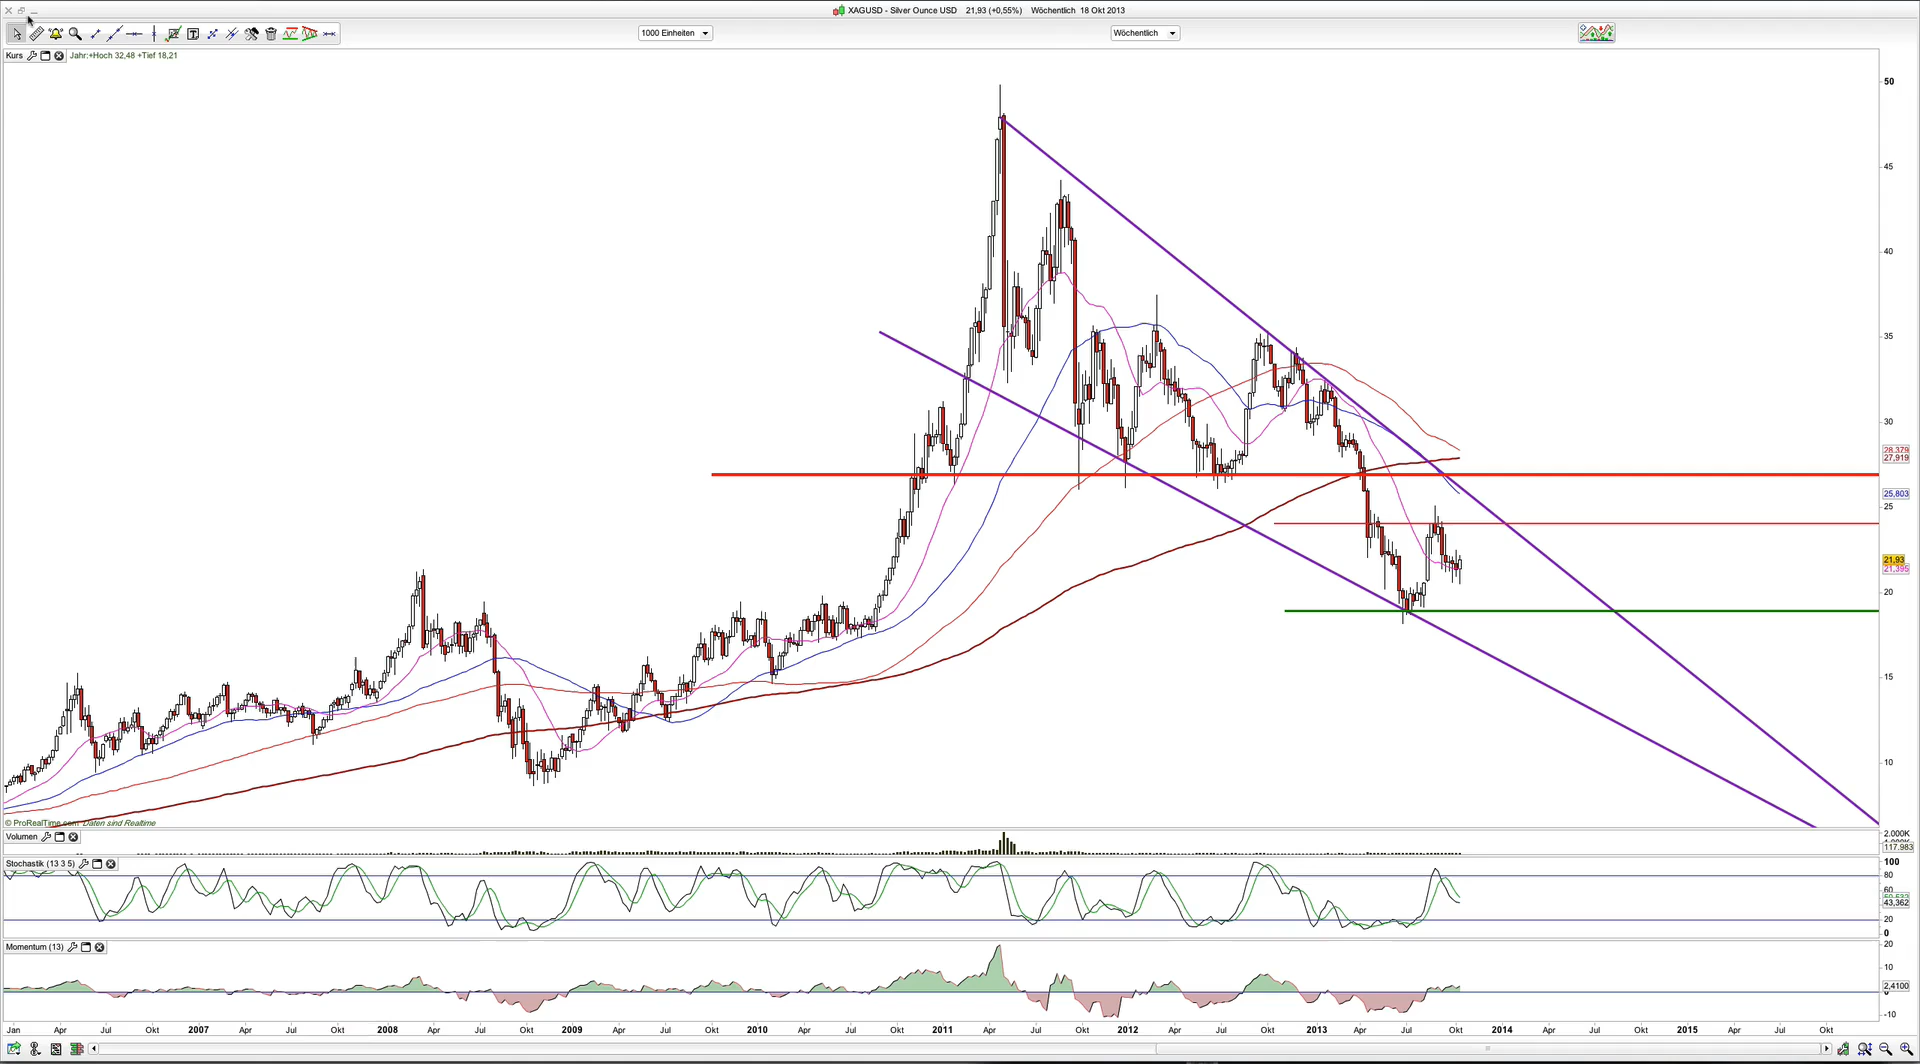 XAGUSD - Silver Ounce USD 21,93 (+0,55%) Wöchentlich 18 Okt 2013
1000 Einheiten
Wöchentlich
Kurs
Jahr:+Hoch 32,48 +Tief 18,21
50
45
40
35
30
28,379
27,919
25,803
25
21,93
21,395
20
15
10
© ProRealTime.com Daten sind Realtime
Volumen
2.000K
117.983
Stochastik (13 3 5)
100
80
60
43,362
20
0
Momentum (13)
20
10
2,4100
-10
Jan Apr Jul Okt 2007 Apr Jul Okt 2008 Apr Jul Okt 2009 Apr Jul Okt 2010 Apr Jul Okt 2011 Apr Jul Okt 2012 Apr Jul Okt 2013 Apr Jul Okt 2014 Apr Jul Okt 2015 Apr Jul Okt